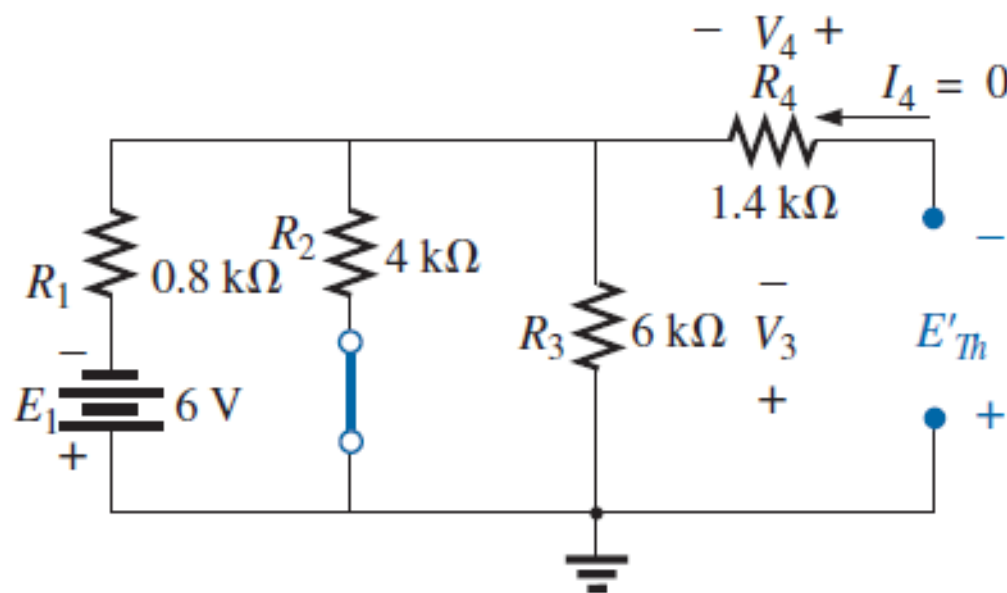 − V₄ +
R₄
I₄ = 0
1.4 kΩ
R₁
0.8 kΩ
R₂
4 kΩ
R₃
6 kΩ
−
V₃
+
−
E′Th
+
−
E₁
6 V
+